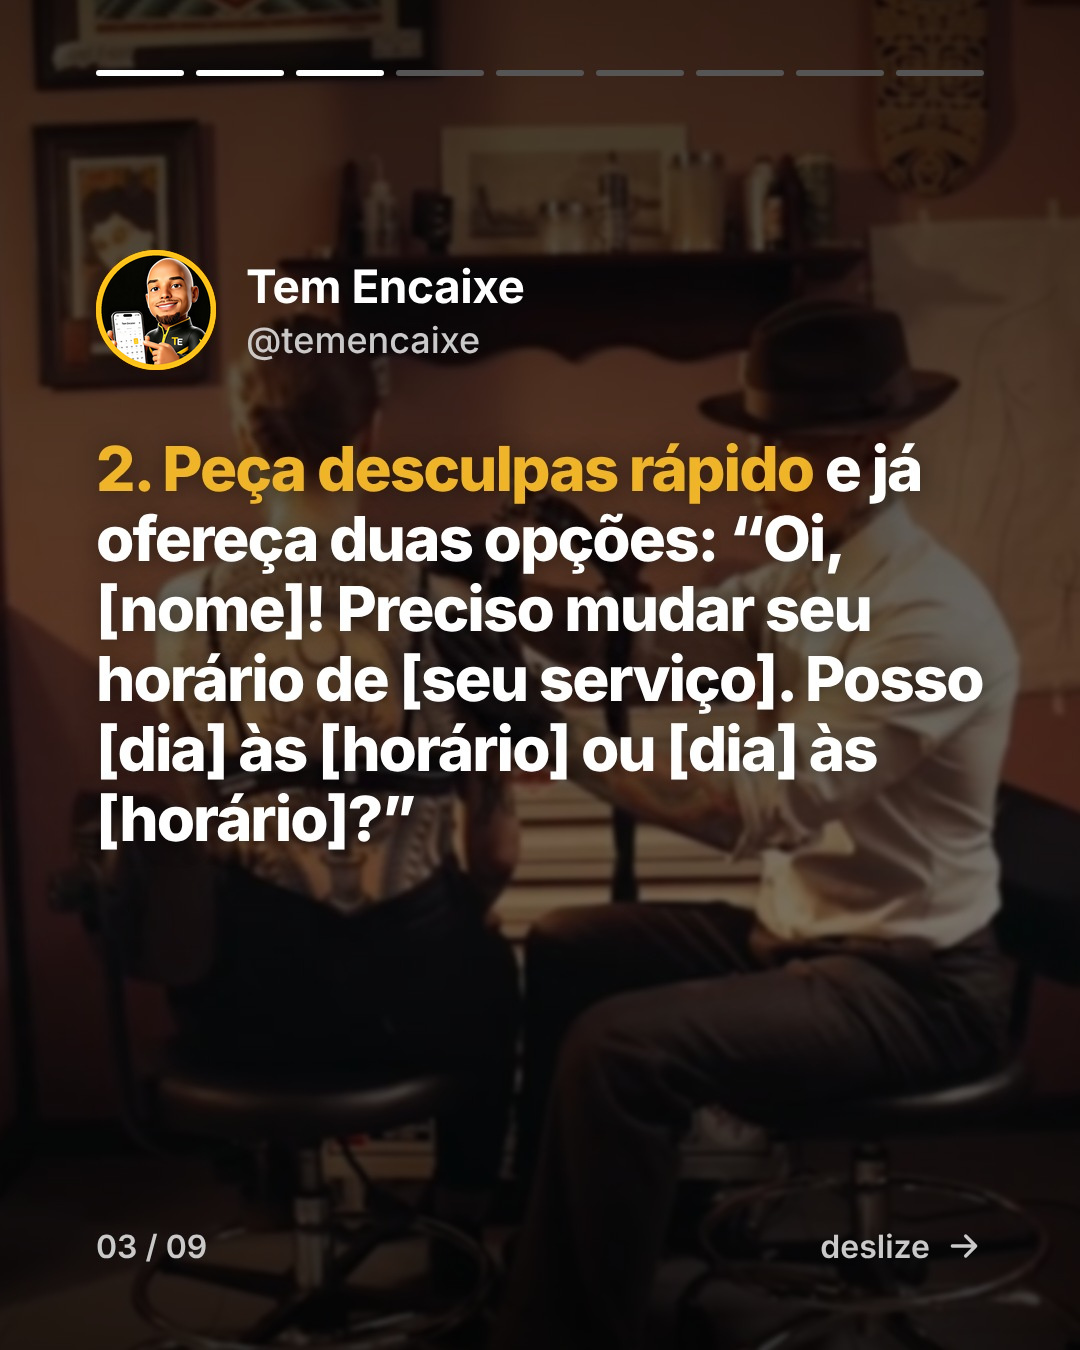 Tem Encaixe
@temencaixe
2. Peça desculpas rápido e já
ofereça duas opções: “Oi,
[nome]! Preciso mudar seu
horário de [seu serviço]. Posso
[dia] às [horário] ou [dia] às
[horário]?”
03 / 09
deslize →